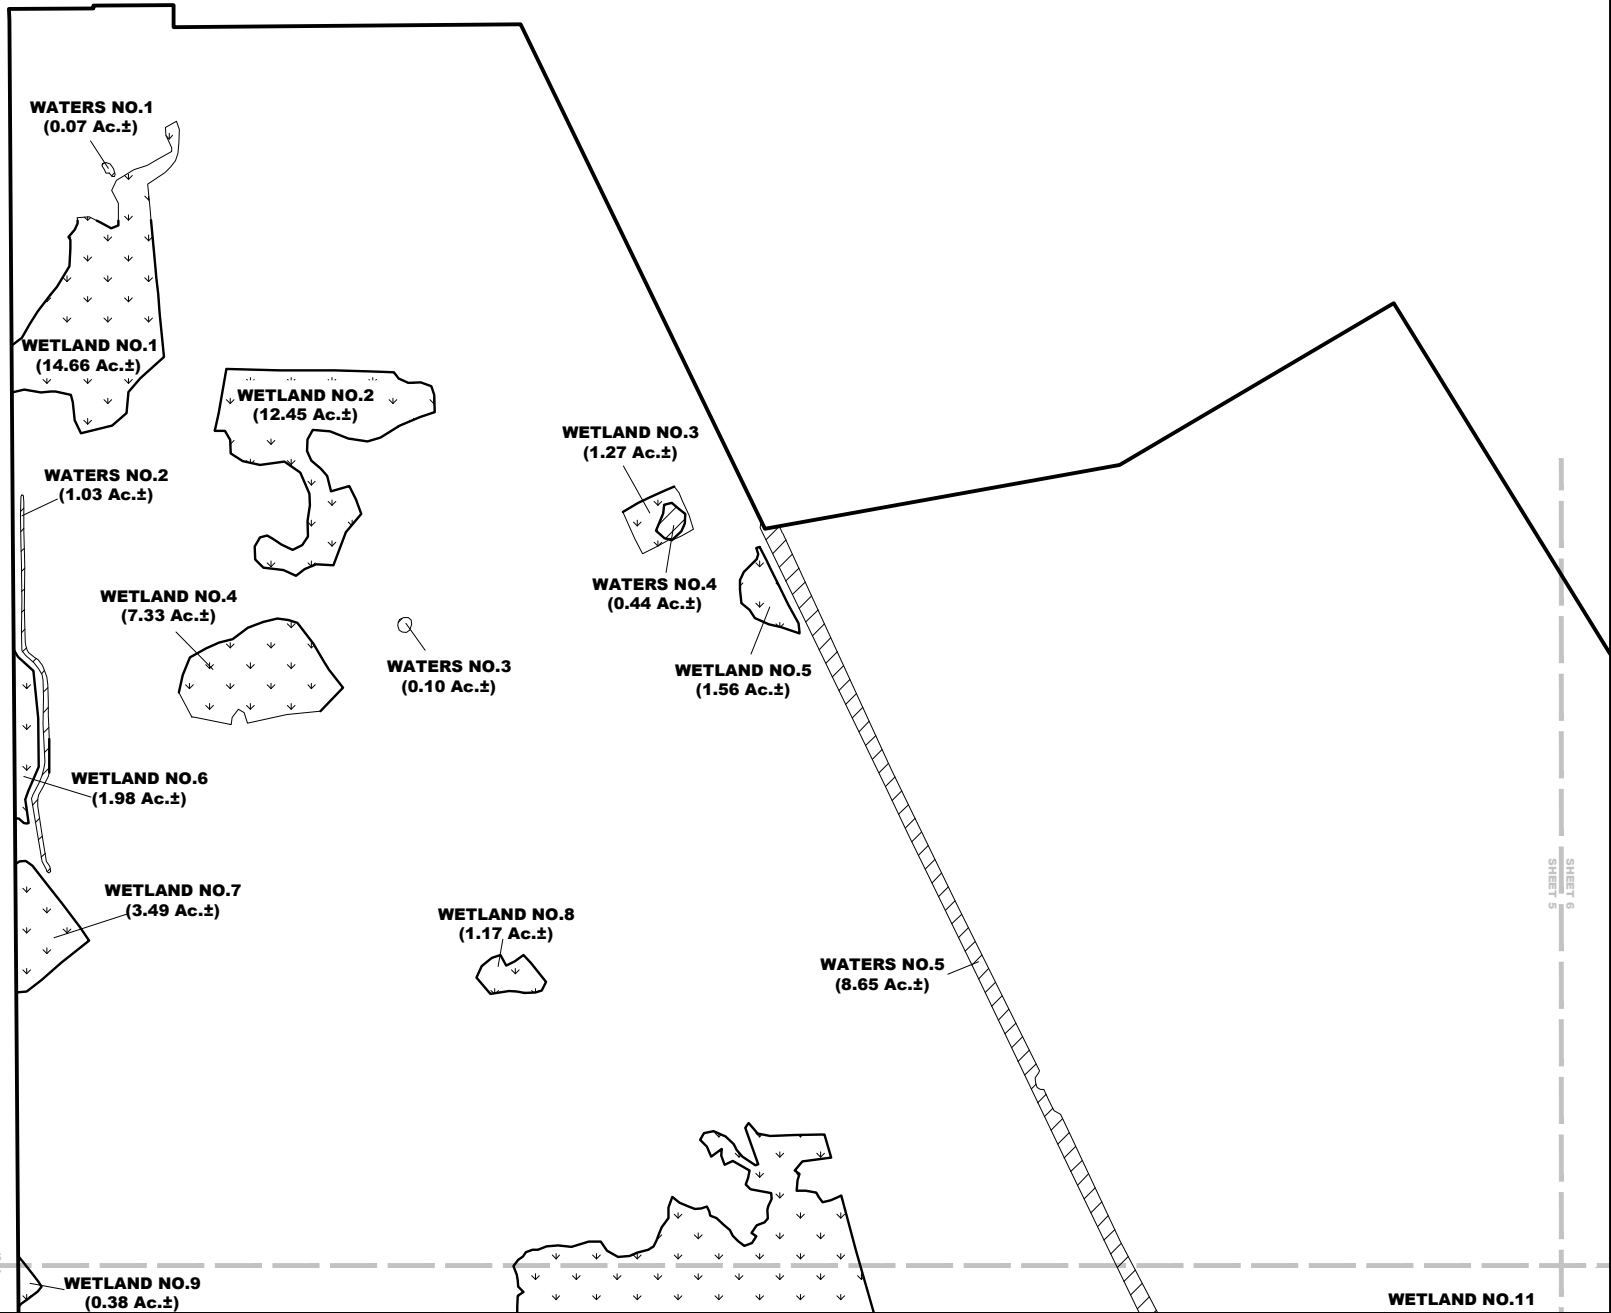 WATERS NO.1
(0.07 Ac.±)
WETLAND NO.1
(14.66 Ac.±)
WETLAND NO.2
(12.45 Ac.±)
WETLAND NO.3
(1.27 Ac.±)
WATERS NO.2
(1.03 Ac.±)
WATERS NO.4
(0.44 Ac.±)
WETLAND NO.4
(7.33 Ac.±)
WATERS NO.3
(0.10 Ac.±)
WETLAND NO.5
(1.56 Ac.±)
WETLAND NO.6
(1.98 Ac.±)
WETLAND NO.7
(3.49 Ac.±)
WETLAND NO.8
(1.17 Ac.±)
WATERS NO.5
(8.65 Ac.±)
SHEET 6
SHEET 5
WETLAND NO.9
(0.38 Ac.±)
WETLAND NO.11